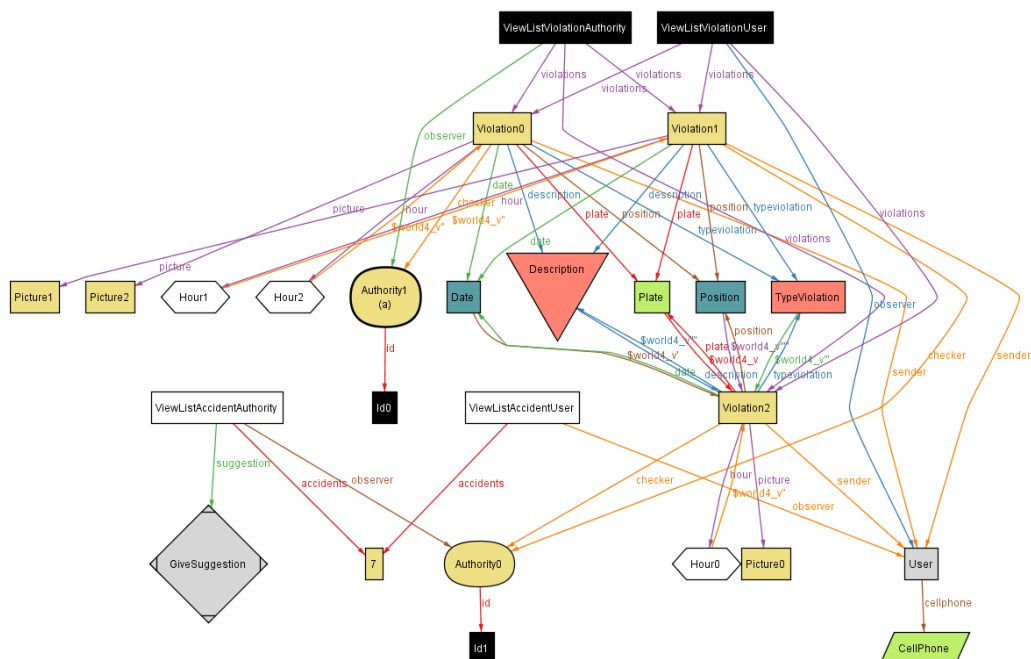 ViewListViolationAuthority ViewListViolationUser
violations violations violations
violations
observer
Violation0 Violation1
violations
date description description
picture hour checker hour plate position plate position typeviolation
$world4_v" $world4_v" typeviolation
picture date violations
Picture1 Picture2 Hour1 Hour2 Authority1
(a)
Date Description Plate Position TypeViolation observer
position
id $world4_v''' plate $world4_v''' $world4_v'' checker sender
$world4_v' $world4_v
date description typeviolation sender
ViewListAccidentAuthority Id0 ViewListAccidentUser Violation2
suggestion observer checker hour picture sender
accidents accidents $world4_v" observer
GiveSuggestion 7 Authority0 Hour0 Picture0 User
id cellphone
Id1 CellPhone